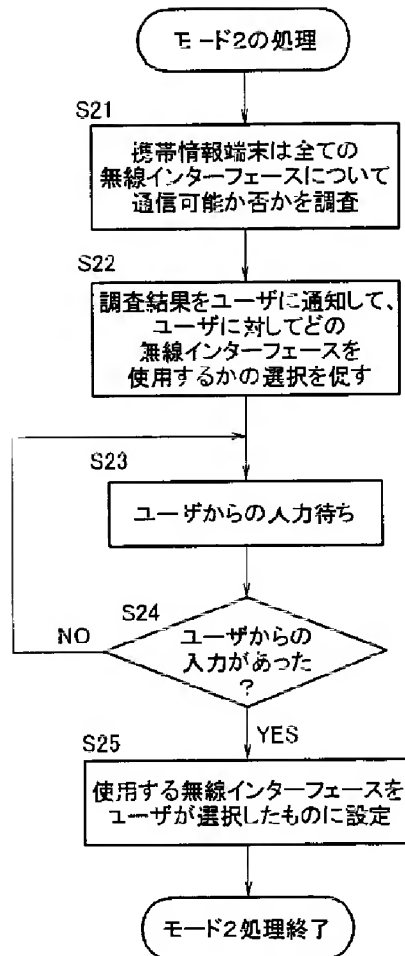 モード2の処理
S21
携帯情報端末は全ての
無線インターフェースについて
通信可能か否かを調査
S22
調査結果をユーザに通知して、
ユーザに対してどの
無線インターフェースを
使用するかの選択を促す
S23
ユーザからの入力待ち
S24
NO
ユーザからの
入力があった
?
YES
S25
使用する無線インターフェースを
ユーザが選択したものに設定
モード2処理終了